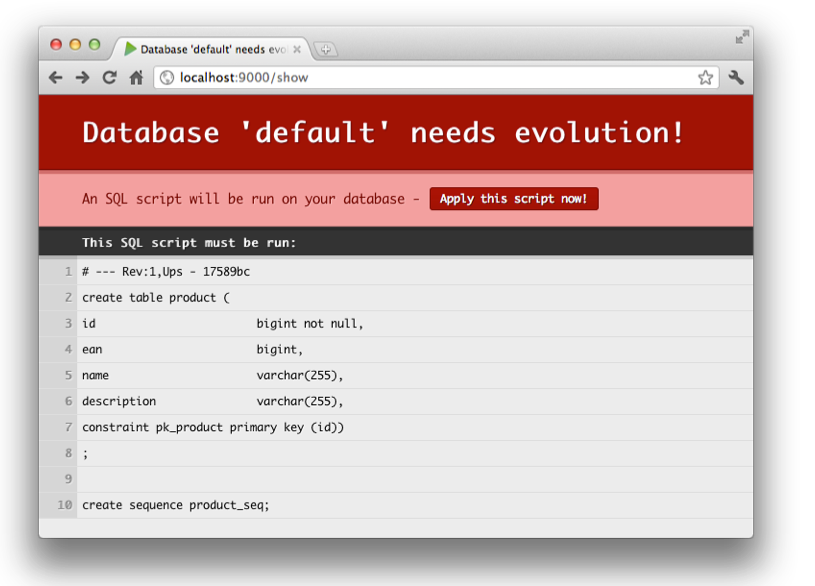 Database 'default' needs evo
localhost:9000/show
Database 'default' needs evolution!
An SQL script will be run on your database - Apply this script now!
This SQL script must be run:
1 # --- Rev:1,Ups - 17589bc
2 create table product (
3 id bigint not null,
4 ean bigint,
5 name varchar(255),
6 description varchar(255),
7 constraint pk_product primary key (id))
8 ;
9
10 create sequence product_seq;